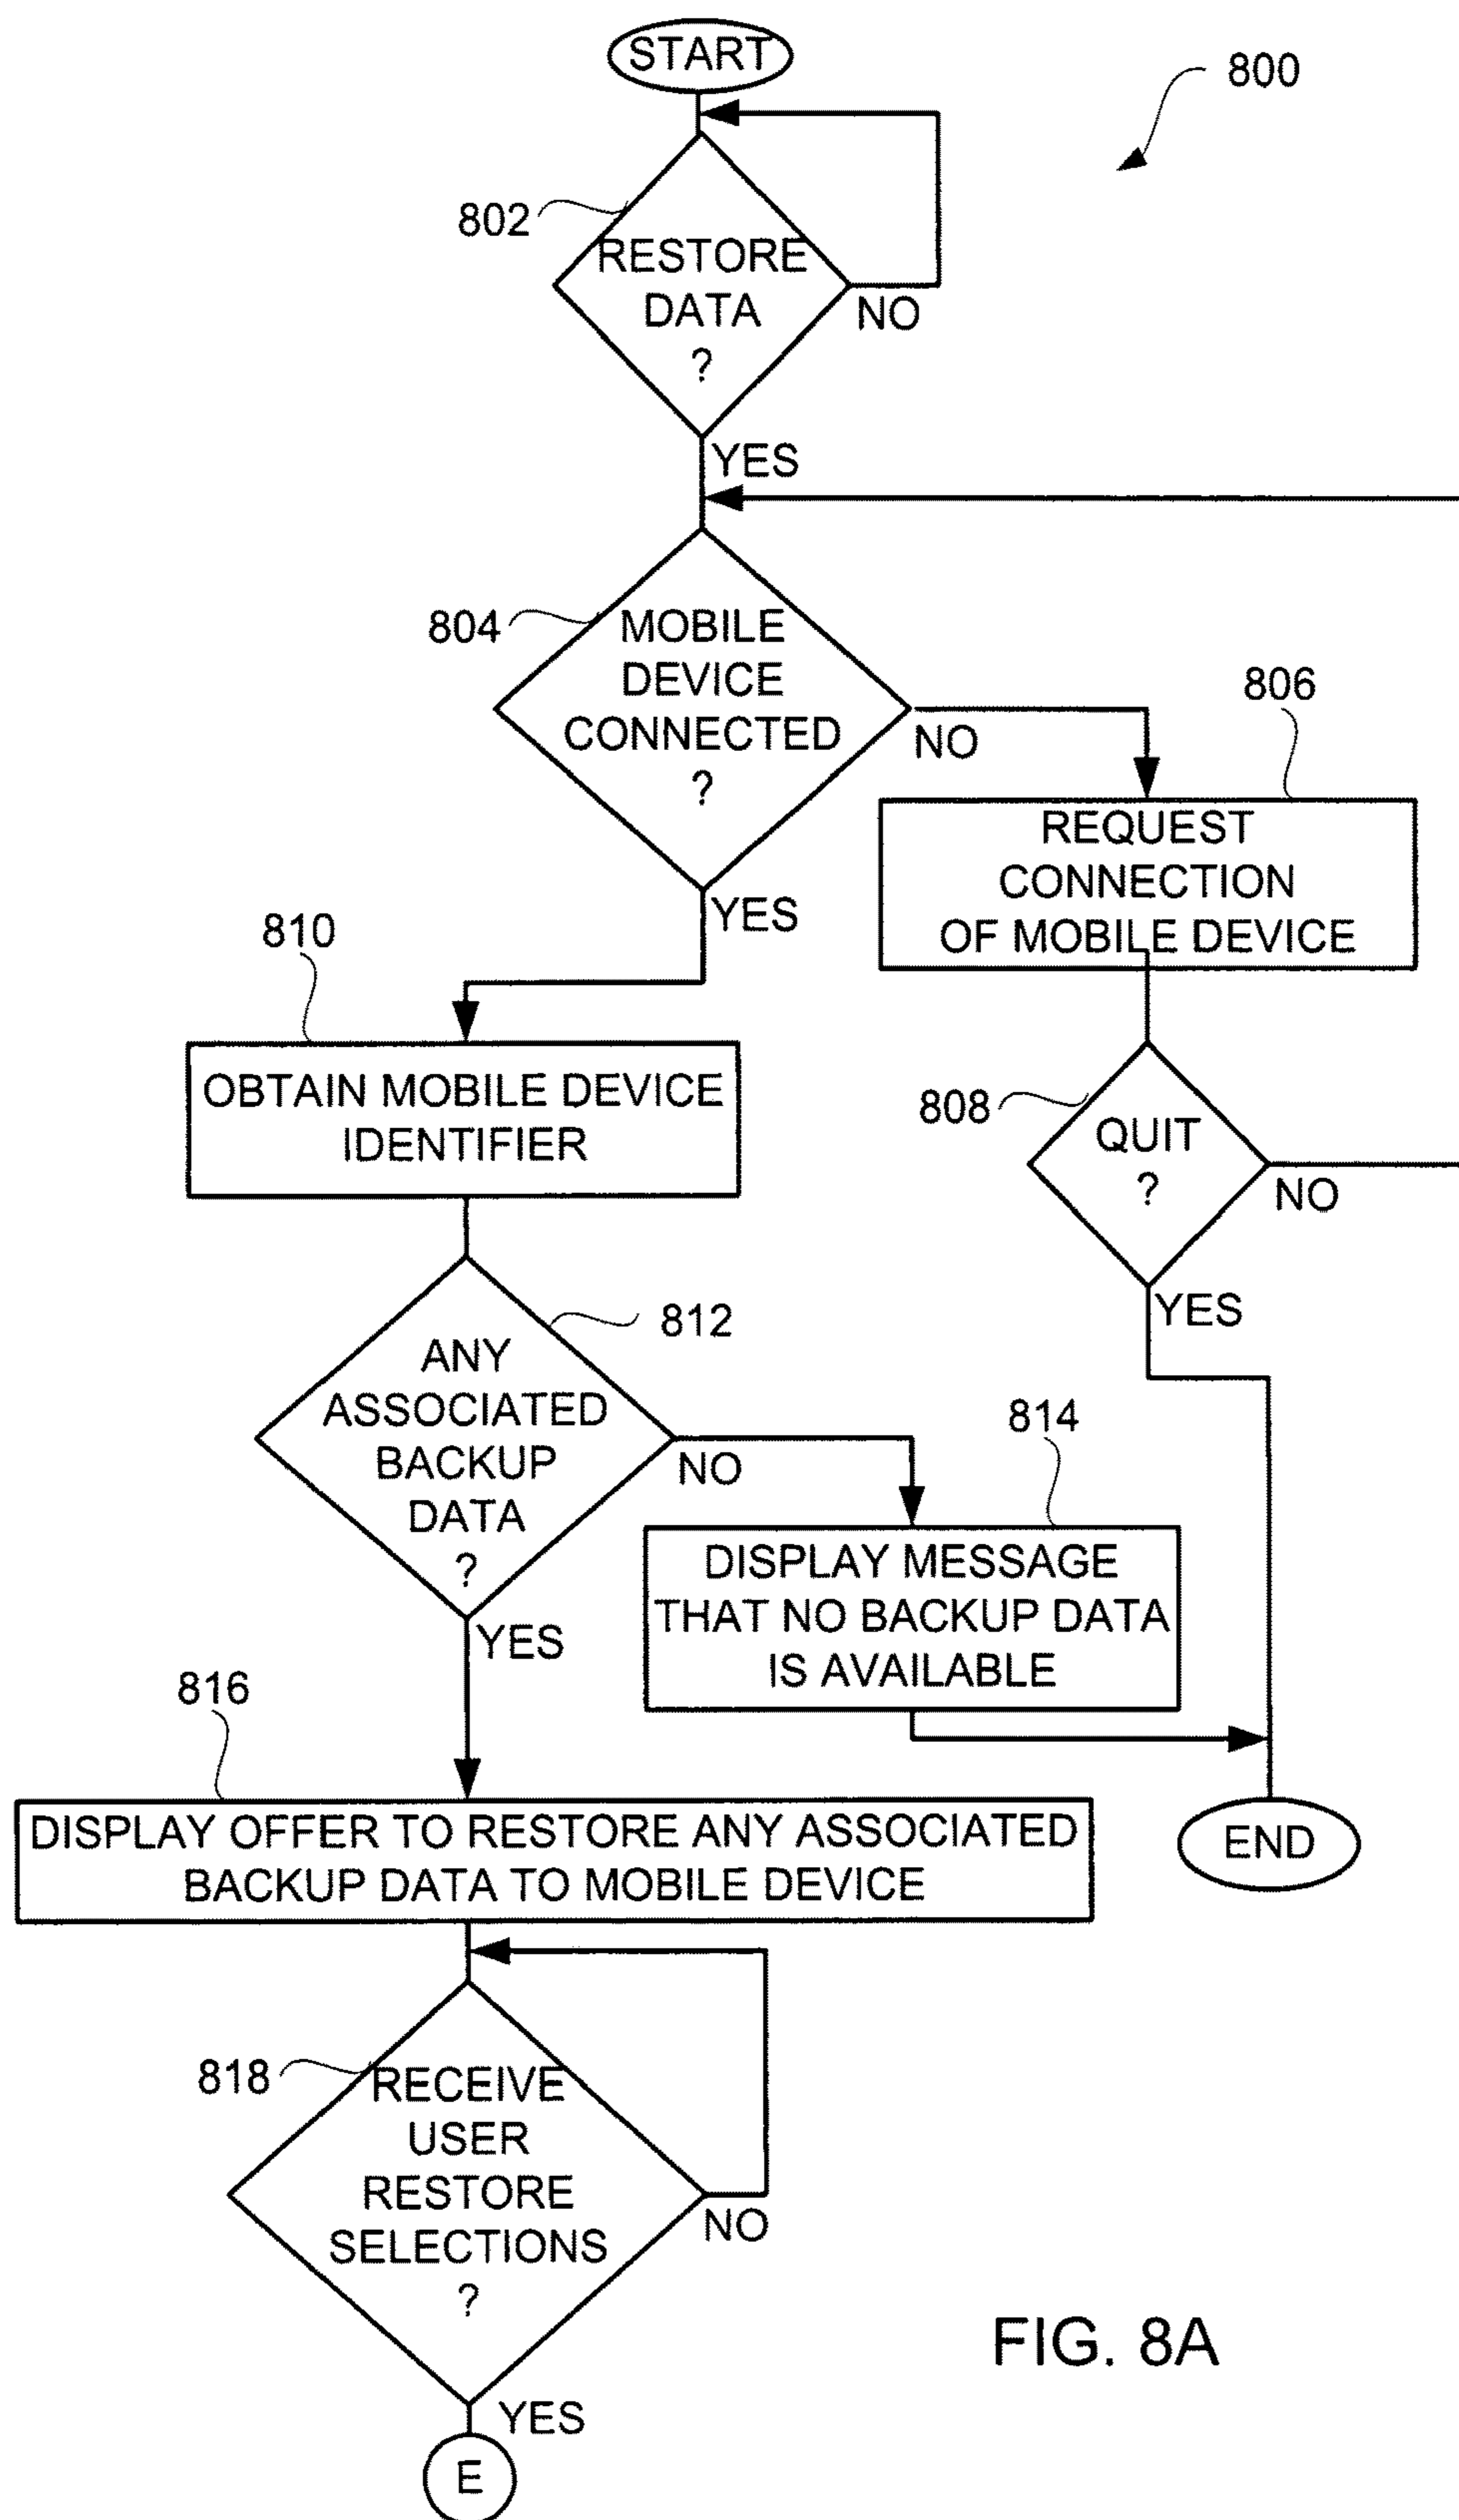 START
800
802
RESTORE
DATA
?
NO
YES
804
MOBILE
DEVICE
CONNECTED
?
NO
806
REQUEST
CONNECTION
OF MOBILE DEVICE
YES
810
OBTAIN MOBILE DEVICE
IDENTIFIER
808
QUIT
?
NO
YES
812
ANY
ASSOCIATED
BACKUP
DATA
?
NO
814
DISPLAY MESSAGE
THAT NO BACKUP DATA
IS AVAILABLE
YES
816
DISPLAY OFFER TO RESTORE ANY ASSOCIATED
BACKUP DATA TO MOBILE DEVICE
END
818
RECEIVE
USER
RESTORE
SELECTIONS
?
NO
YES
E
FIG. 8A